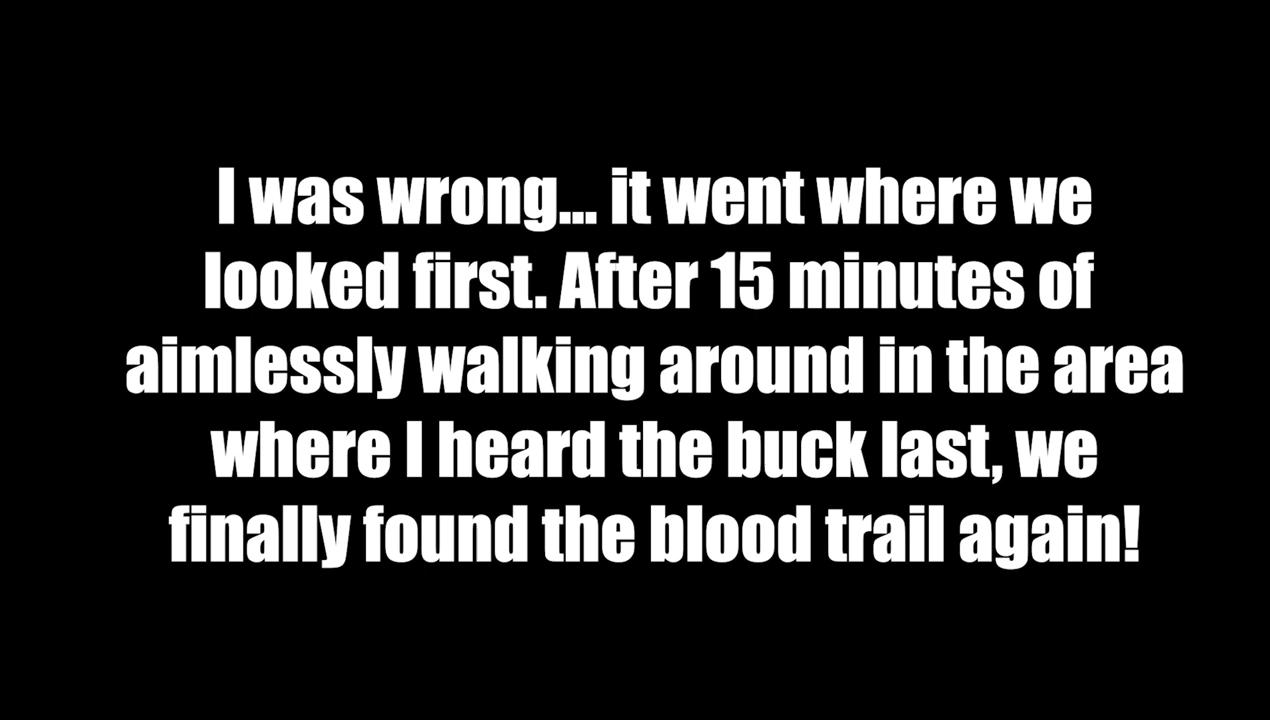 I was wrong... it went where we
looked first. After 15 minutes of
aimlessly walking around in the area
where I heard the buck last, we
finally found the blood trail again!